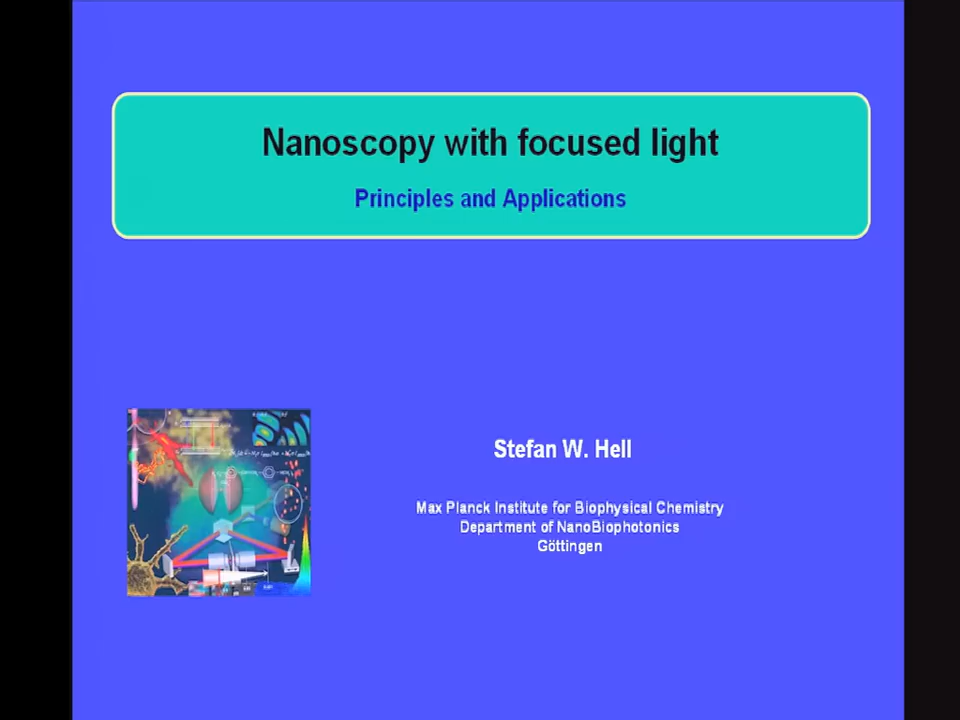 Nanoscopy with focused light
Principles and Applications
Stefan W. Hell
Max Planck Institute for Biophysical Chemistry
Department of NanoBiophotonics
Göttingen